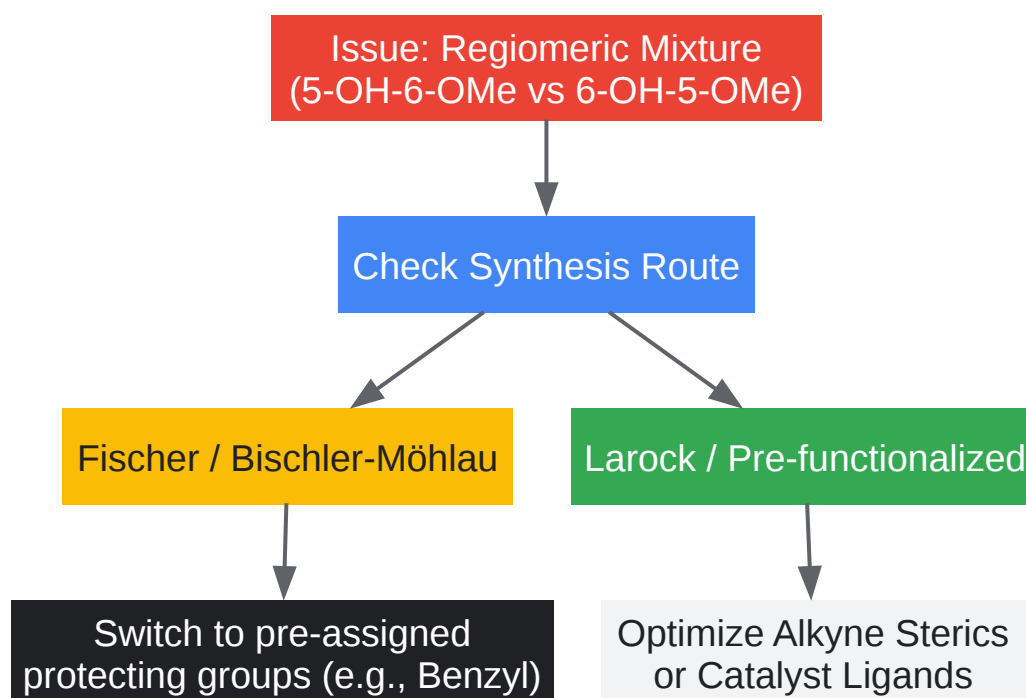 Issue: Regiomeric Mixture
(5-OH-6-OMe vs 6-OH-5-OMe)
Check Synthesis Route
Fischer / Bischler-Möhlau
Larock / Pre-functionalized
Switch to pre-assigned
protecting groups (e.g., Benzyl)
Optimize Alkyne Sterics
or Catalyst Ligands